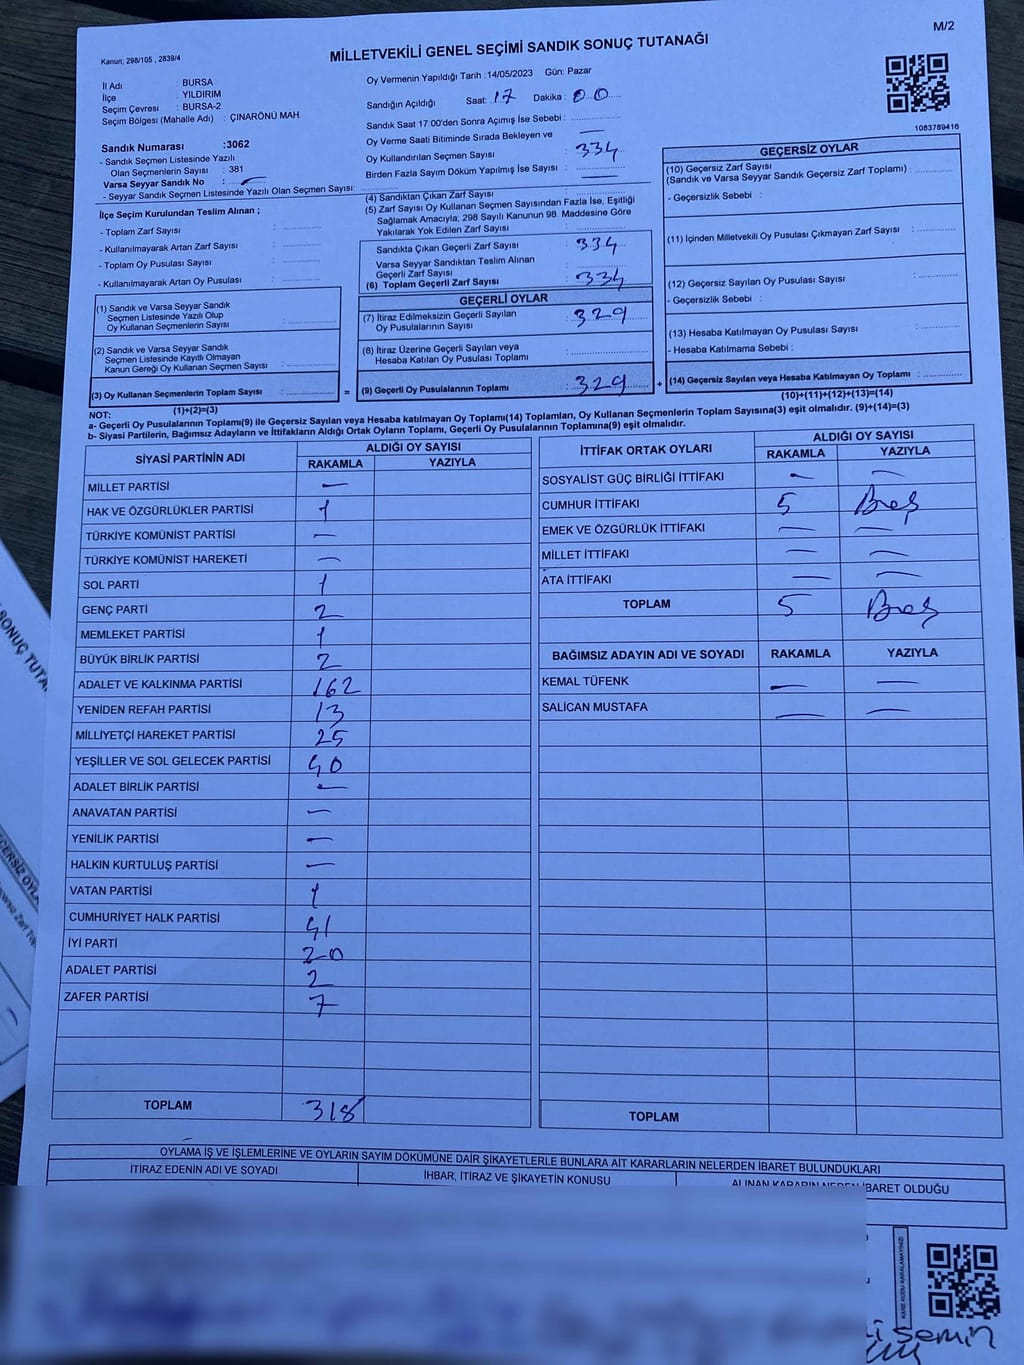 M/2
Kanun; 298/105 , 2839/4
MİLLETVEKİLİ GENEL SEÇİMİ SANDIK SONUÇ TUTANAĞI
İl Adı : BURSA
İlçe : YILDIRIM
Seçim Çevresi : BURSA-2
Seçim Bölgesi (Mahalle Adı) : ÇINARÖNÜ MAH.
Sandık Numarası :3062
- Sandık Seçmen Listesinde Yazılı
Olan Seçmenlerin Sayısı : 381
Varsa Seyyar Sandık No :
- Seyyar Sandık Seçmen Listesinde Yazılı Olan Seçmen Sayısı:
Oy Vermenin Yapıldığı Tarih :14/05/2023 Gün: Pazar
Sandığın Açıldığı Saat: 17 Dakika : 00
Sandık Saat 17:00'den Sonra Açımış İse Sebebi :
Oy Verme Saati Bitiminde Sırada Bekleyen ve —
Oy Kullandırılan Seçmen Sayısı : 334
Birden Fazla Sayım Döküm Yapılmış İse Sayısı : —
1083789416
İlçe Seçim Kurulundan Teslim Alınan ;
- Toplam Zarf Sayısı :
- Kullanılmayarak Artan Zarf Sayısı :
- Toplam Oy Pusulası Sayısı :
- Kullanılmayarak Artan Oy Pusulası :
(1) Sandık ve Varsa Seyyar Sandık
Seçmen Listesinde Yazılı Olup
Oy Kullanan Seçmenlerin Sayısı :
(2) Sandık ve Varsa Seyyar Sandık
Seçmen Listesinde Kayıtlı Olmayan
Kanun Gereği Oy Kullanan Seçmen Sayısı :
(3) Oy Kullanan Seçmenlerin Toplam Sayısı :
(1)+(2)=(3)
(4) Sandıktan Çıkan Zarf Sayısı :
(5) Zarf Sayısı Oy Kullanan Seçmen Sayısından Fazla İse, Eşitliği
Sağlamak Amacıyla; 298 Sayılı Kanunun 98. Maddesine Göre
Yakılarak Yok Edilen Zarf Sayısı :
Sandıkta Çıkan Geçerli Zarf Sayısı : 334
Varsa Seyyar Sandıktan Teslim Alınan
Geçerli Zarf Sayısı :
(6) Toplam Geçerli Zarf Sayısı : 334
GEÇERLİ OYLAR
(7) İtiraz Edilmeksizin Geçerli Sayılan
Oy Pusulalarının Sayısı : 329
(8) İtiraz Üzerine Geçerli Sayılan veya
Hesaba Katılan Oy Pusulası Toplamı :
= (9) Geçerli Oy Pusulalarının Toplamı : 329 +
GEÇERSİZ OYLAR
(10) Geçersiz Zarf Sayısı
(Sandık ve Varsa Seyyar Sandık Geçersiz Zarf Toplamı) :
- Geçersizlik Sebebi :
(11) İçinden Milletvekili Oy Pusulası Çıkmayan Zarf Sayısı :
(12) Geçersiz Sayılan Oy Pusulası Sayısı :
- Geçersizlik Sebebi :
(13) Hesaba Katılmayan Oy Pusulası Sayısı :
- Hesaba Katılmama Sebebi :
(14) Geçersiz Sayılan veya Hesaba Katılmayan Oy Toplamı :
(10)+(11)+(12)+(13)=(14)
NOT:
a- Geçerli Oy Pusulalarının Toplamı(9) ile Geçersiz Sayılan veya Hesaba katılmayan Oy Toplamı(14) Toplamları, Oy Kullanan Seçmenlerin Toplam Sayısına(3) eşit olmalıdır. (9)+(14)=(3)
b- Siyasi Partilerin, Bağımsız Adayların ve İttifakların Aldığı Ortak Oyların Toplamı, Geçerli Oy Pusulalarının Toplamına(9) eşit olmalıdır.
SİYASİ PARTİNİN ADI ALDIĞI OY SAYISI
RAKAMLA YAZIYLA
MİLLET PARTİSİ —
HAK VE ÖZGÜRLÜKLER PARTİSİ 1
TÜRKİYE KOMÜNİST PARTİSİ —
TÜRKİYE KOMÜNİST HAREKETİ —
SOL PARTİ 1
GENÇ PARTİ 2
MEMLEKET PARTİSİ 1
BÜYÜK BİRLİK PARTİSİ 2
ADALET VE KALKINMA PARTİSİ 162
YENİDEN REFAH PARTİSİ 13
MİLLİYETÇİ HAREKET PARTİSİ 25
YEŞİLLER VE SOL GELECEK PARTİSİ 40
ADALET BİRLİK PARTİSİ —
ANAVATAN PARTİSİ —
YENİLİK PARTİSİ —
HALKIN KURTULUŞ PARTİSİ —
VATAN PARTİSİ 1
CUMHURİYET HALK PARTİSİ 41
İYİ PARTİ 20
ADALET PARTİSİ 2
ZAFER PARTİSİ 7
TOPLAM 318
İTTİFAK ORTAK OYLARI ALDIĞI OY SAYISI
RAKAMLA YAZIYLA
SOSYALİST GÜÇ BİRLİĞİ İTTİFAKI — —
CUMHUR İTTİFAKI 5 Beş
EMEK VE ÖZGÜRLÜK İTTİFAKI — —
MİLLET İTTİFAKI — —
ATA İTTİFAKI — —
TOPLAM 5 Beş
BAĞIMSIZ ADAYIN ADI VE SOYADI RAKAMLA YAZIYLA
KEMAL TÜFENK — —
SALİCAN MUSTAFA — —
TOPLAM
OYLAMA İŞ VE İŞLEMLERİNE VE OYLARIN SAYIM DÖKÜMÜNE DAİR ŞİKAYETLERLE BUNLARA AİT KARARLARIN NELERDEN İBARET BULUNDUKLARI
İTİRAZ EDENİN ADI VE SOYADI İHBAR, İTİRAZ VE ŞİKAYETİN KONUSU ALINAN KARARIN NEDEN İBARET OLDUĞU
KARE KODU KARALAMAYINIZ